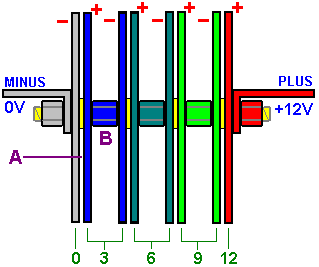 − + − + − + − +
MINUS
PLUS
0V
+12V
B
A
0 3 6 9 12